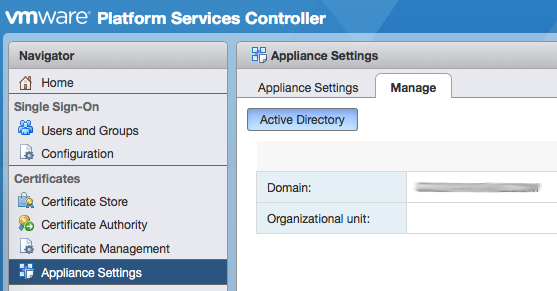 vmware Platform Services Controller
Navigator
Home
Single Sign-On
Users and Groups
Configuration
Certificates
Certificate Store
Certificate Authority
Certificate Management
Appliance Settings
Appliance Settings
Appliance Settings Manage
Active Directory
Domain:
Organizational unit: